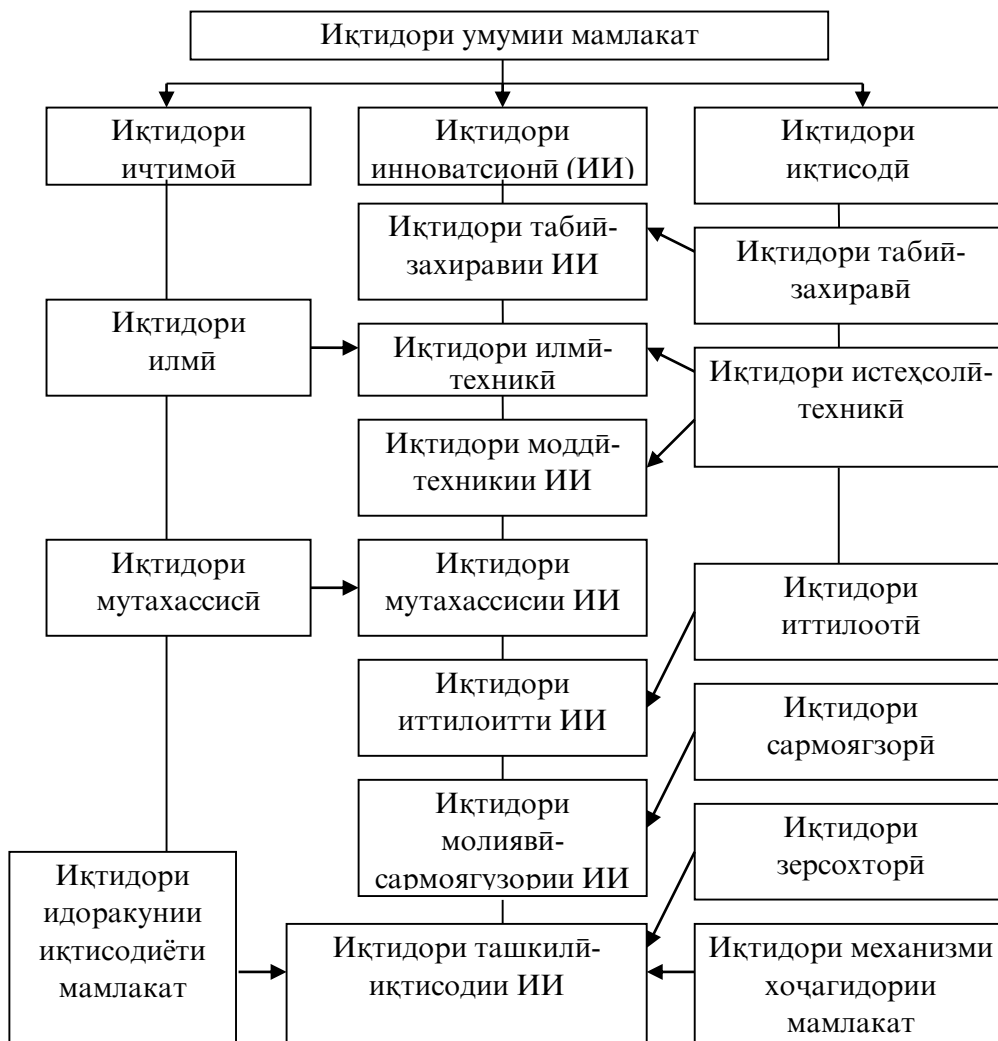 Иқтидори умумии мамлакат
Иқтидори
ичтимоӣ
Иқтидори
инноватсионӣ (ИИ)
Иқтидори
иқтисодӣ
Иқтидори табиӣ-
захиравии ИИ
Иқтидори табиӣ-
захиравӣ
Иқтидори
илмӣ
Иқтидори илмӣ-
техникӣ
Иқтидори истеҳсолӣ-
техникӣ
Иқтидори моддӣ-
техникии ИИ
Иқтидори
мутахассисӣ
Иқтидори
мутахассисии ИИ
Иқтидори
иттилоотӣ
Иқтидори
иттилоитти ИИ
Иқтидори
сармоягзорӣ
Иқтидори
молиявӣ-
сармоягузории ИИ
Иқтидори
зерсохторӣ
Иқтидори
идоракунии
иқтисодиёти
мамлакат
Иқтидори ташкилӣ-
иқтисодии ИИ
Иқтидори механизми
хоҷагидории
мамлакат